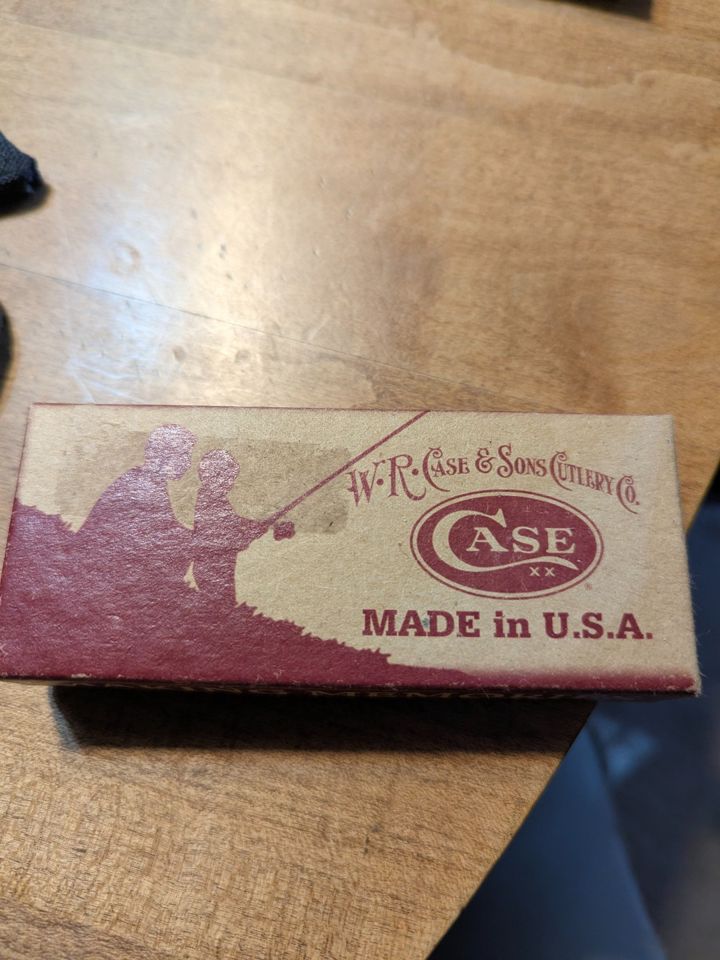 W.R. CASE & SONS CUTLERY CO.
CASE
XX
®
MADE in U.S.A.